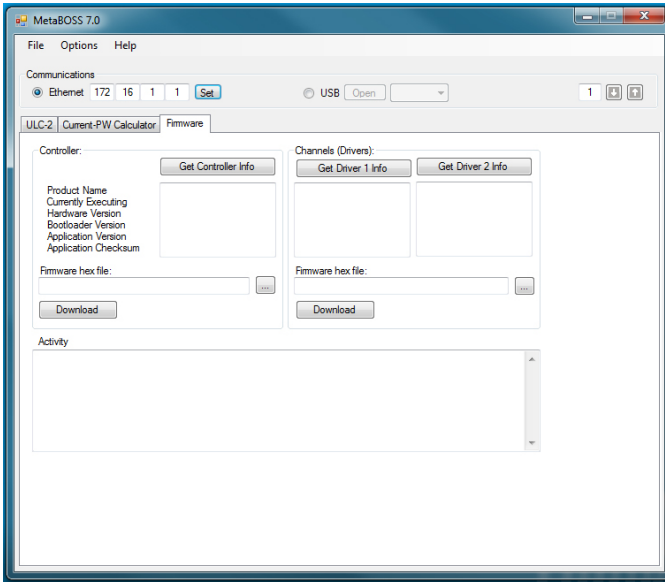 MetaBOSS 7.0
File Options Help
Communications
Ethernet 172 16 1 1 Set USB Open 1
ULC-2 Current-PW Calculator Firmware
Controller: Channels (Drivers):
Get Controller Info Get Driver 1 Info Get Driver 2 Info
Product Name
Currently Executing
Hardware Version
Bootloader Version
Application Version
Application Checksum
Firmware hex file: Firmware hex file:
... ...
Download Download
Activity